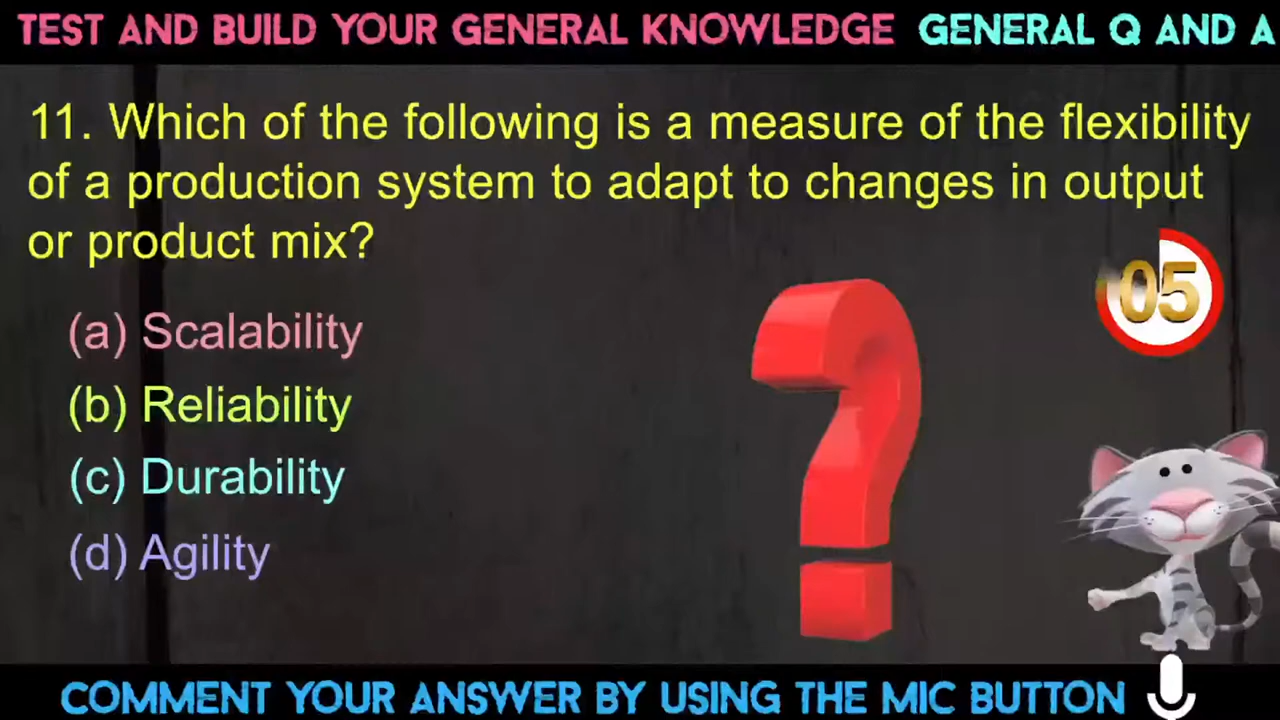 TEST AND BUILD YOUR GENERAL KNOWLEDGE GENERAL Q AND A
11. Which of the following is a measure of the flexibility
of a production system to adapt to changes in output
or product mix?
05
(a) Scalability
(b) Reliability
(c) Durability
(d) Agility
COMMENT YOUR ANSWER BY USING THE MIC BUTTON